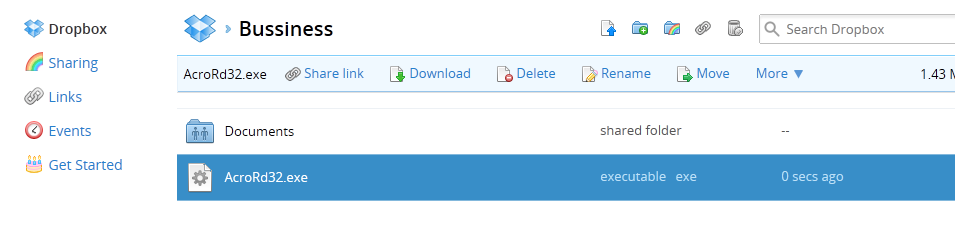 Dropbox
Sharing
Links
Events
Get Started
Bussiness
Search Dropbox
AcroRd32.exe Share link Download Delete Rename Move More ▼ 1.43
Documents shared folder --
AcroRd32.exe executable exe 0 secs ago